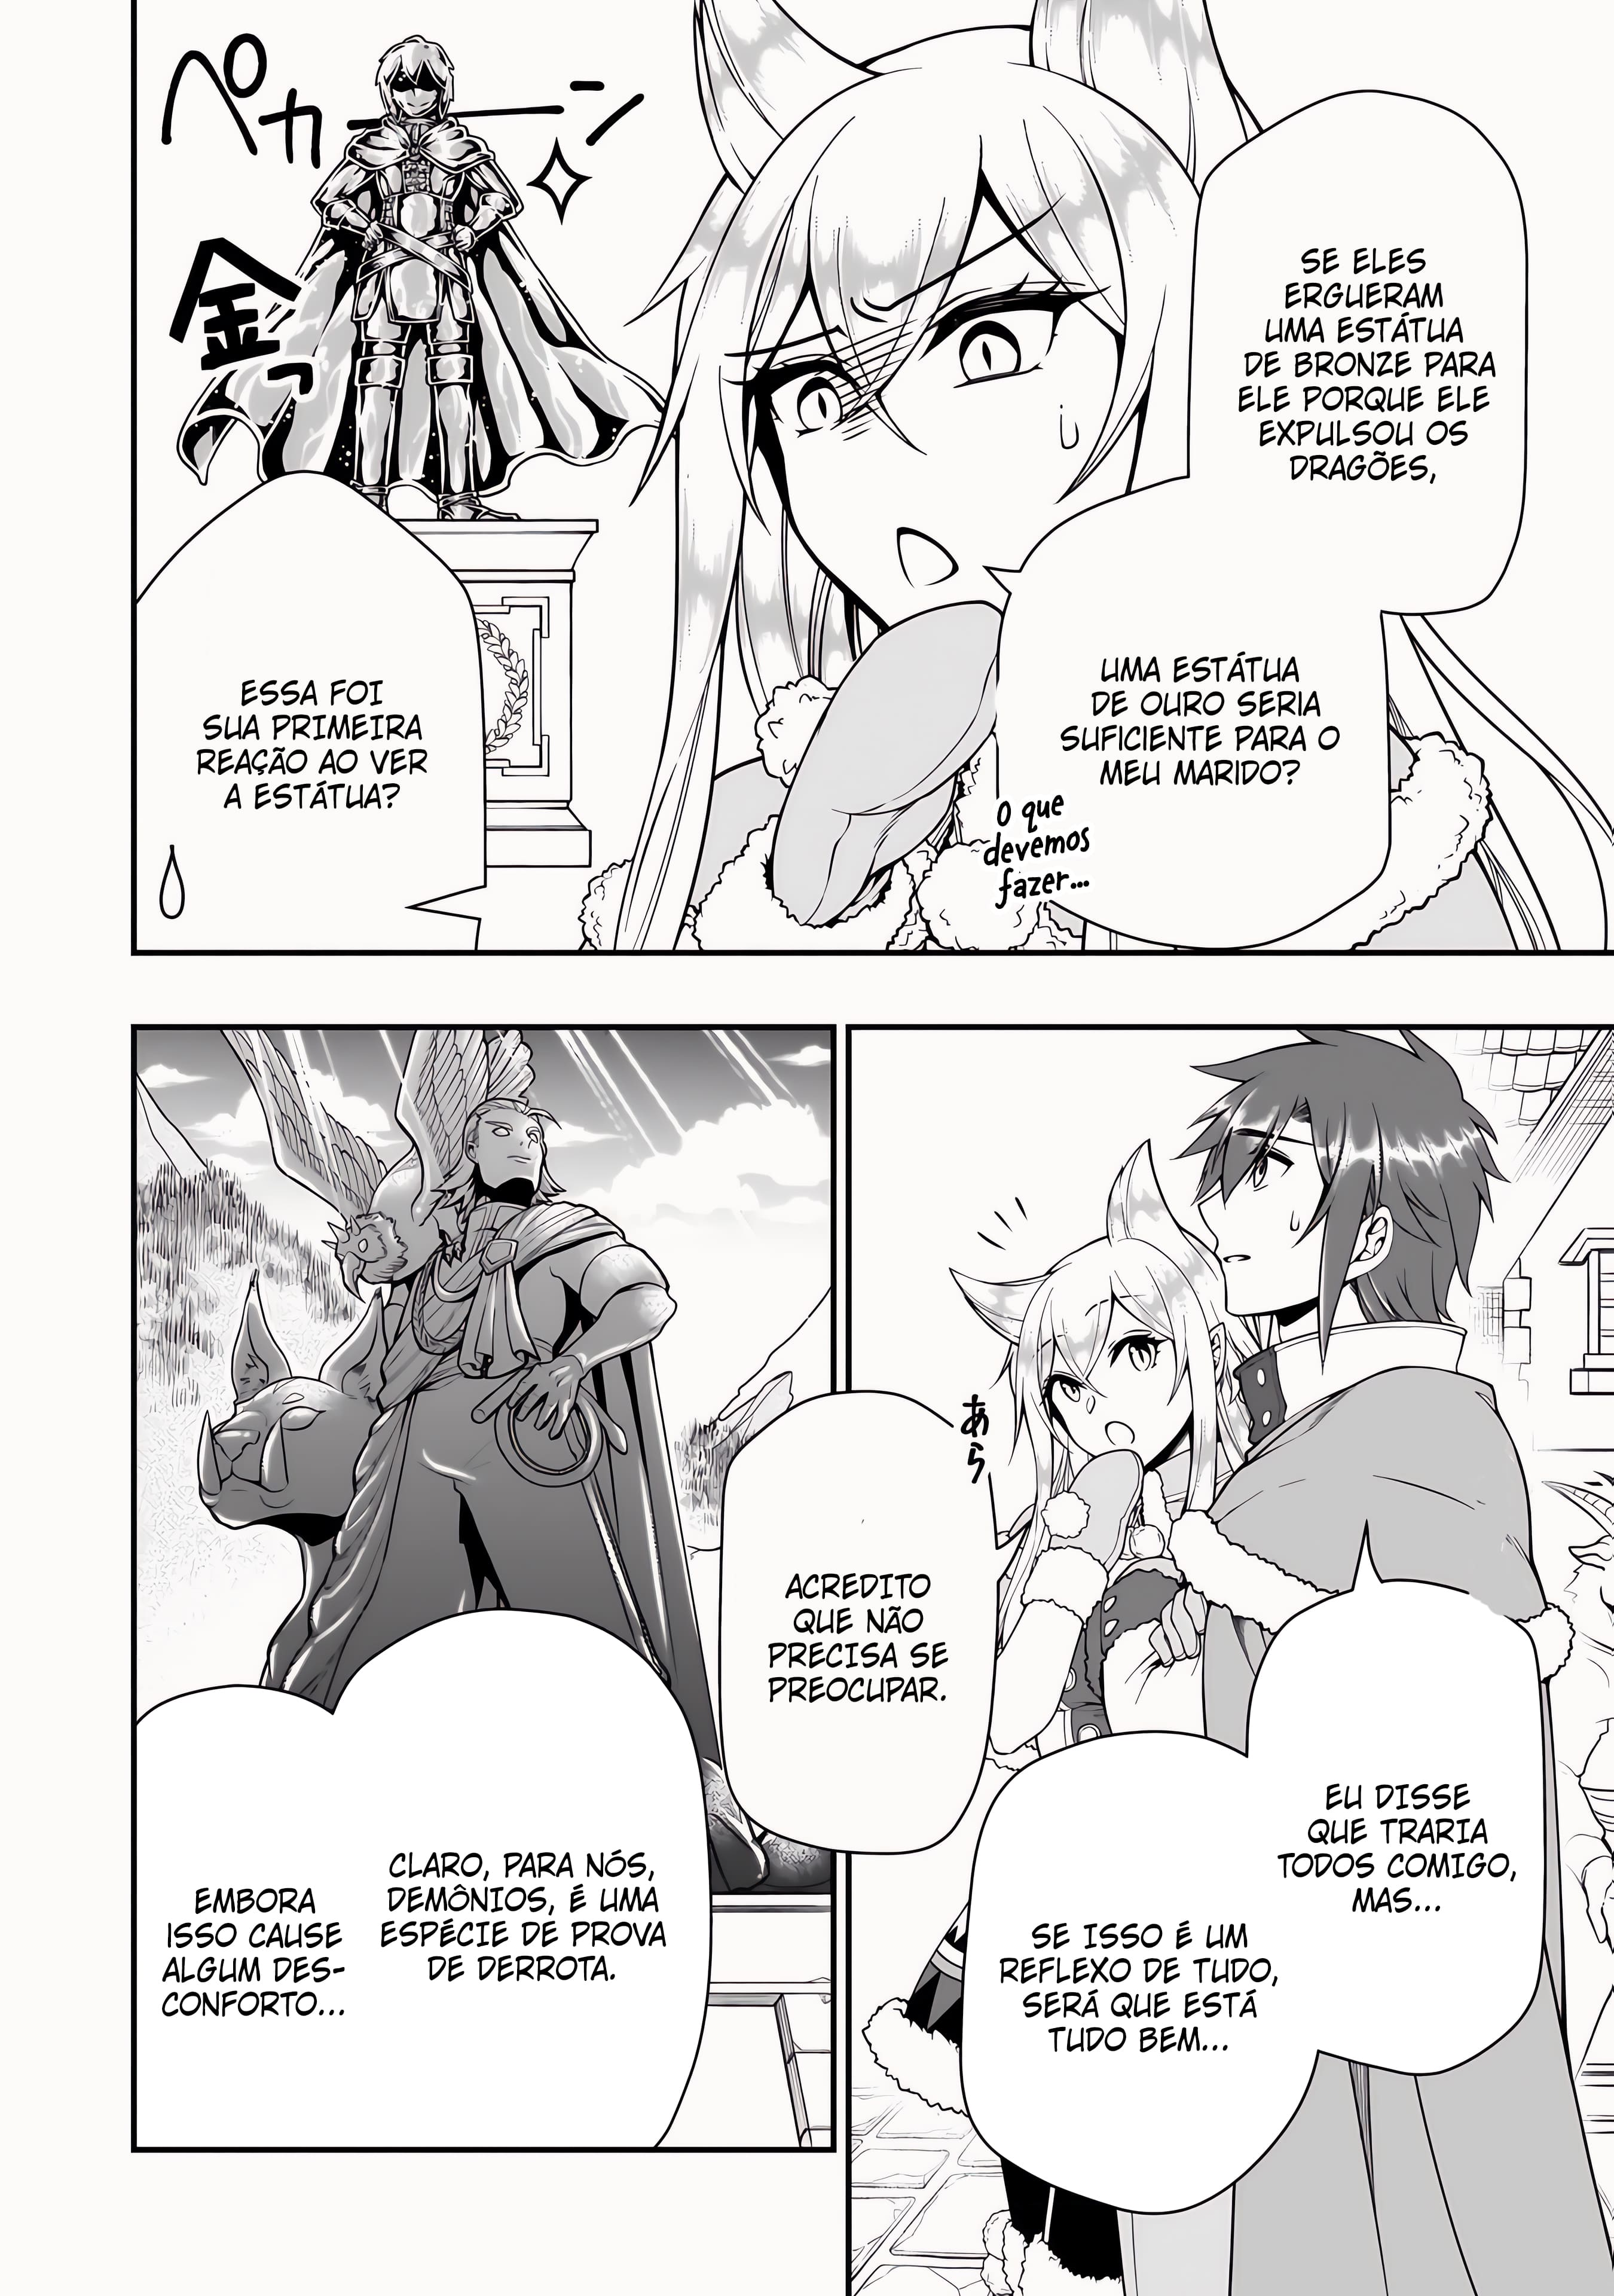 SE ELES
ERGUERAM
UMA ESTÁTUA
DE BRONZE PARA
ELE PORQUE ELE
EXPULSOU OS
DRAGÕES,
UMA ESTÁTUA
DE OURO SERIA
SUFICIENTE PARA O
MEU MARIDO?
O que
devemos
fazer...
ペカーン
金っ
ESSA FOI
SUA PRIMEIRA
REAÇÃO AO VER
A ESTÁTUA?
EU DISSE
QUE TRARIA
TODOS COMIGO,
MAS...
SE ISSO É UM
REFLEXO DE TUDO,
SERÁ QUE ESTÁ
TUDO BEM...
あら
ACREDITO
QUE NÃO
PRECISA SE
PREOCUPAR.
CLARO, PARA NÓS,
DEMÔNIOS, É UMA
ESPÉCIE DE PROVA
DE DERROTA.
EMBORA
ISSO CAUSE
ALGUM DES-
CONFORTO...